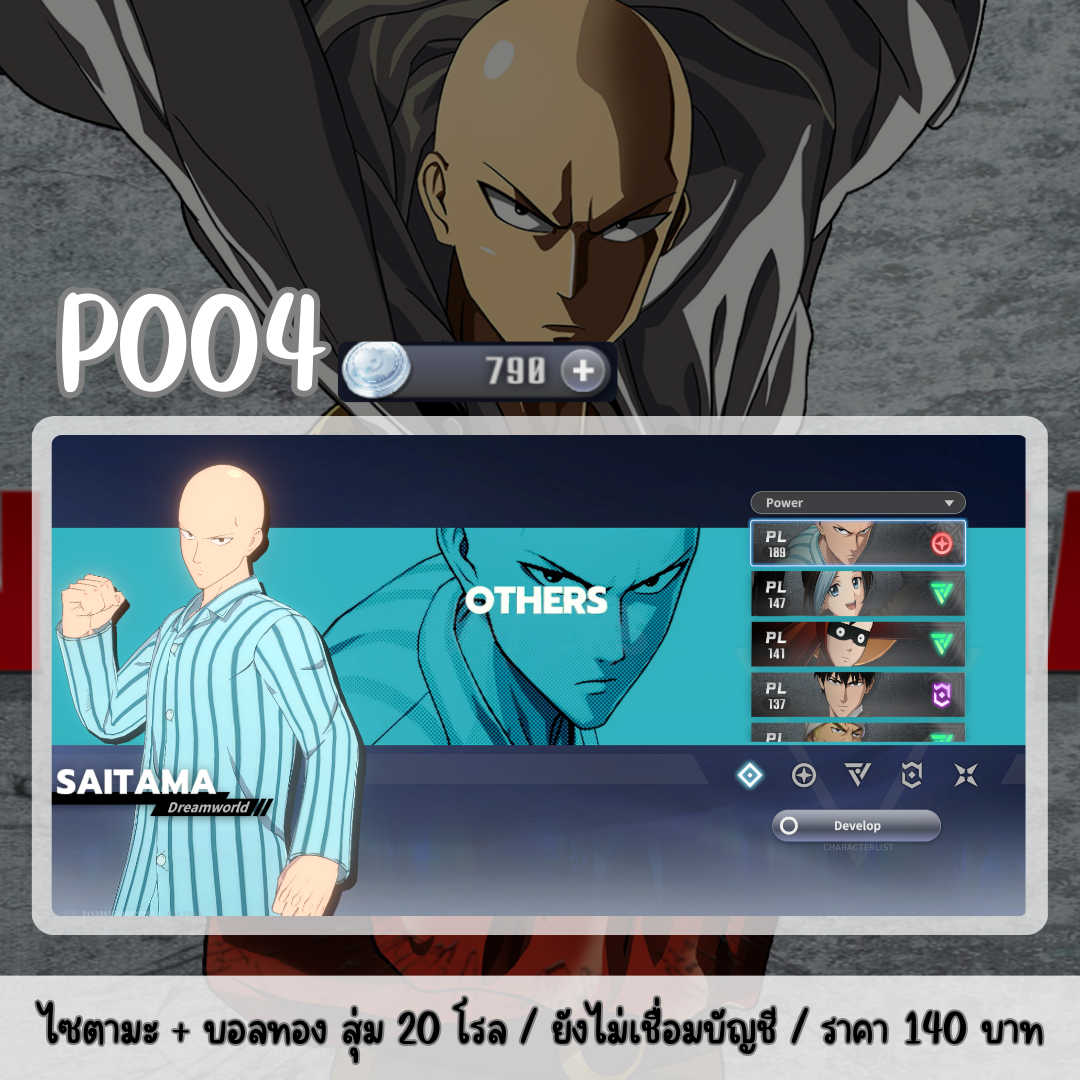 P004
790
Power
PL
189
OTHERS
PL
147
PL
141
PL
137
PL
SAITAMA
Dreamworld
Develop
CHARACTERLIST
ไซตามะ + บอลทอง สุ่ม 20 โรล / ยังไม่เชื่อมบัญชี / ราคา 140 บาท